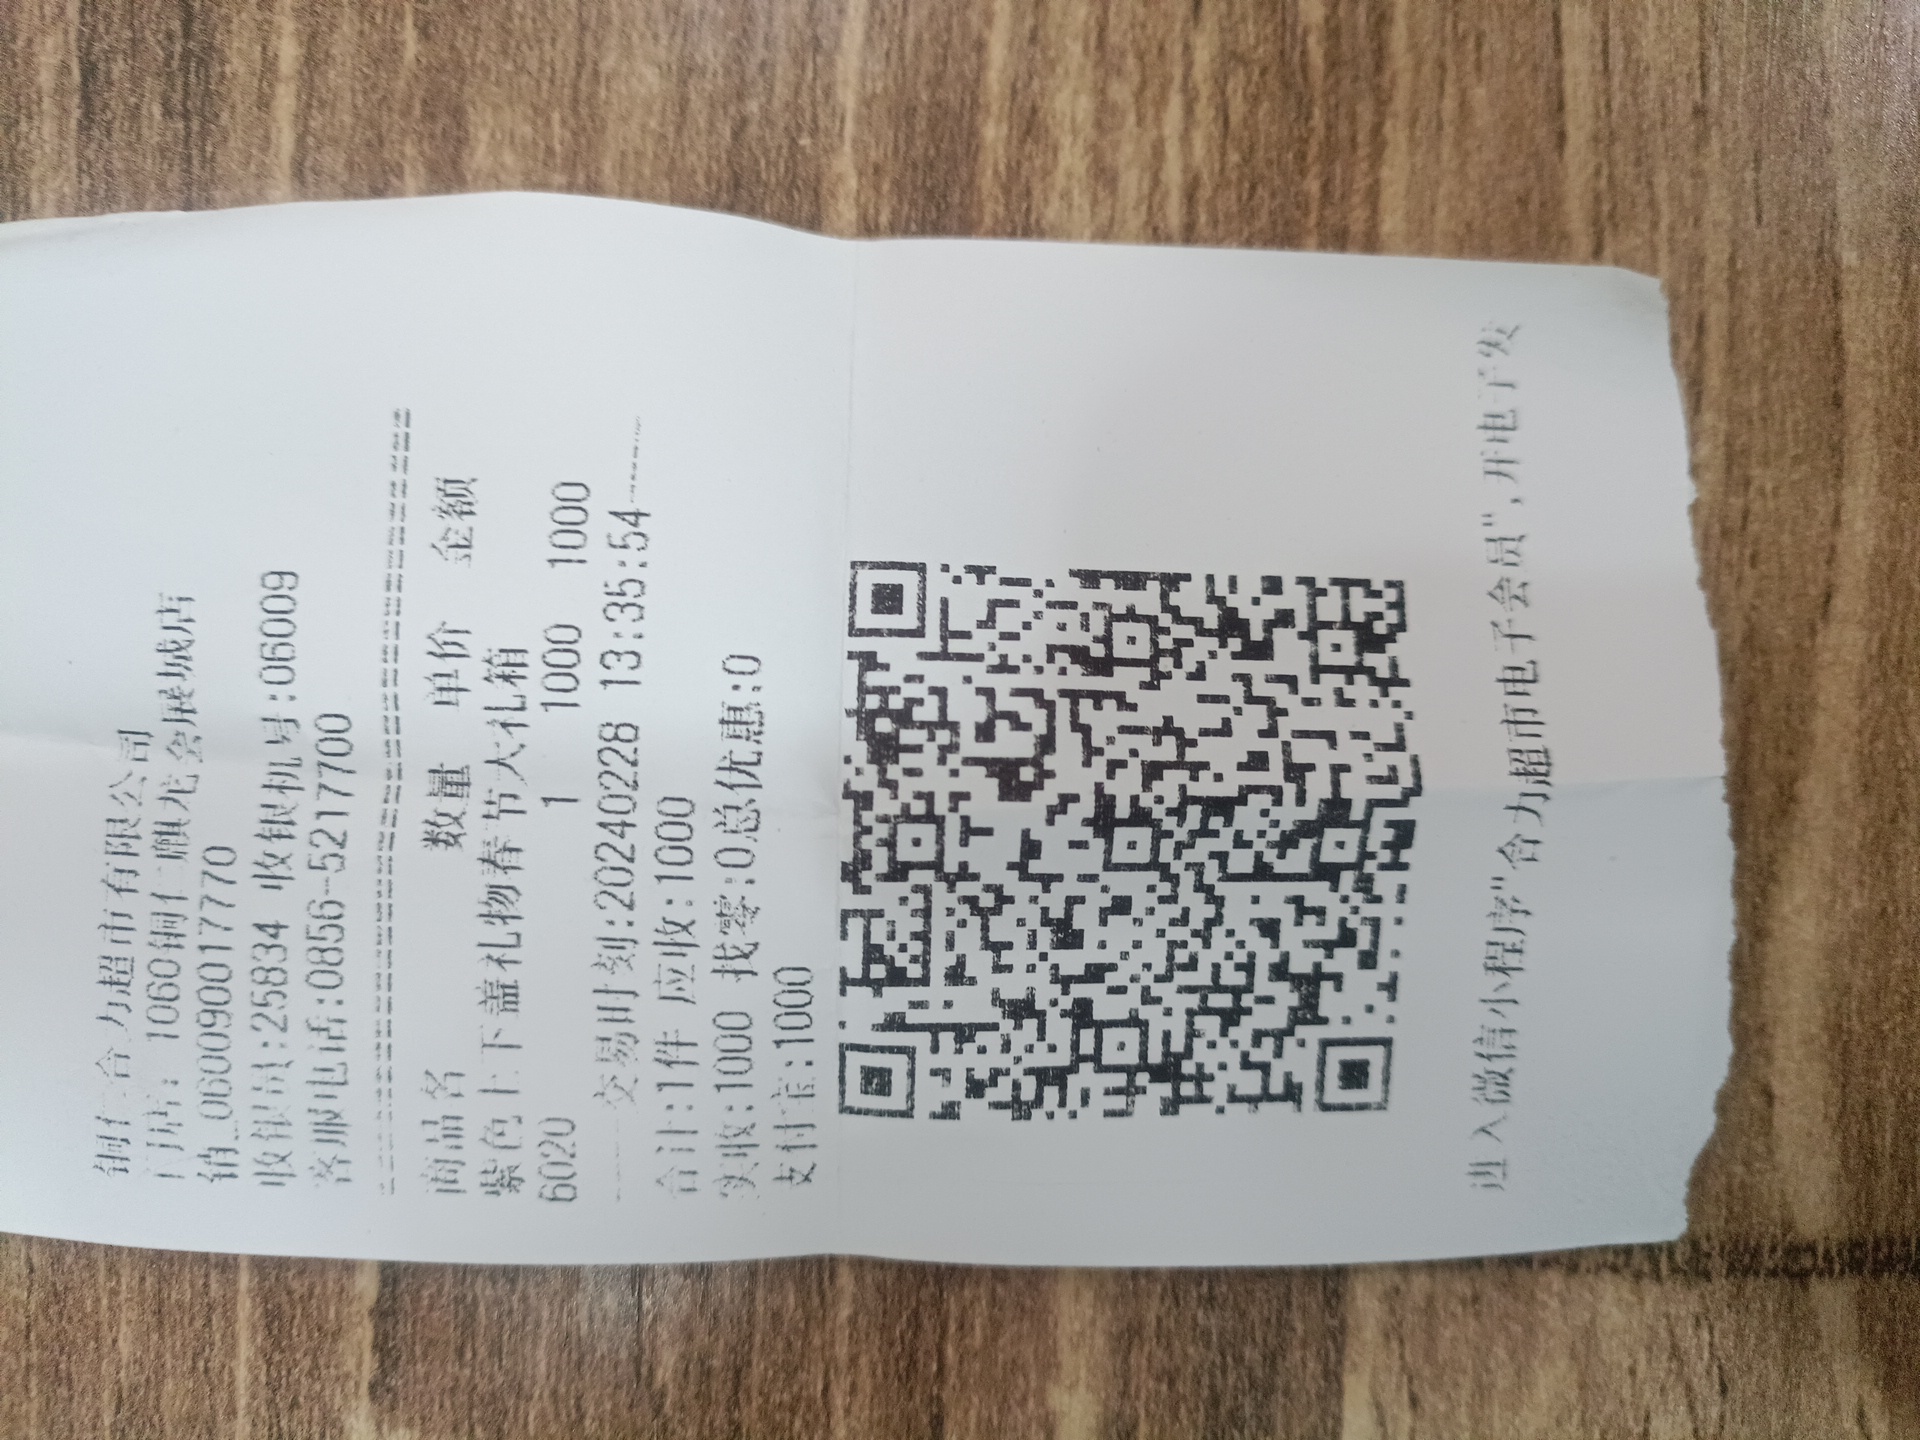 铜仁合力超市有限公司
门店: 1060铜仁麒龙会展城店
销_060090017770
收银员:25834 收银机号:06009
客服电话:0856-5217700
商品名 数量 单价 金额
紫色上下盖礼物春节大礼箱
6020 1 1000 1000
交易时刻:20240228 13:35:54
合计:1件 应收:1000
实收:1000 找零:0总优惠:0
支付宝:1000
进入微信小程序"合力超市电子会员",开电子发